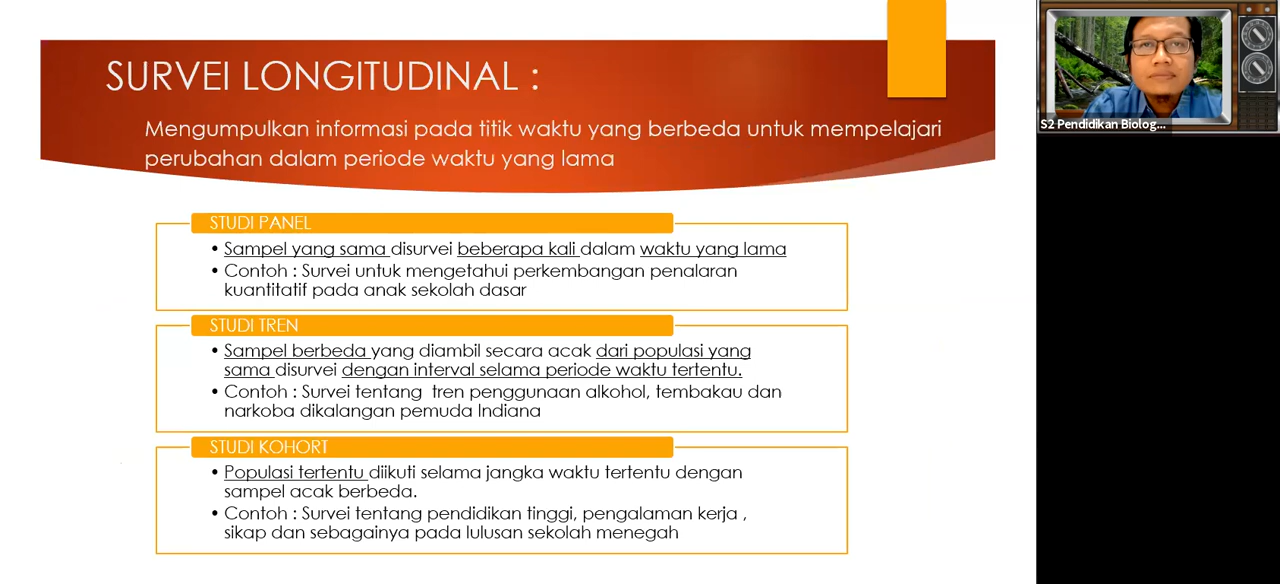 SURVEI LONGITUDINAL :
Mengumpulkan informasi pada titik waktu yang berbeda untuk mempelajari
perubahan dalam periode waktu yang lama
STUDI PANEL
• Sampel yang sama disurvei beberapa kali dalam waktu yang lama
• Contoh : Survei untuk mengetahui perkembangan penalaran
kuantitatif pada anak sekolah dasar
STUDI TREN
• Sampel berbeda yang diambil secara acak dari populasi yang
sama disurvei dengan interval selama periode waktu tertentu.
• Contoh : Survei tentang tren penggunaan alkohol, tembakau dan
narkoba dikalangan pemuda Indiana
STUDI KOHORT
• Populasi tertentu diikuti selama jangka waktu tertentu dengan
sampel acak berbeda.
• Contoh : Survei tentang pendidikan tinggi, pengalaman kerja ,
sikap dan sebagainya pada lulusan sekolah menegah
S2 Pendidikan Biolog...